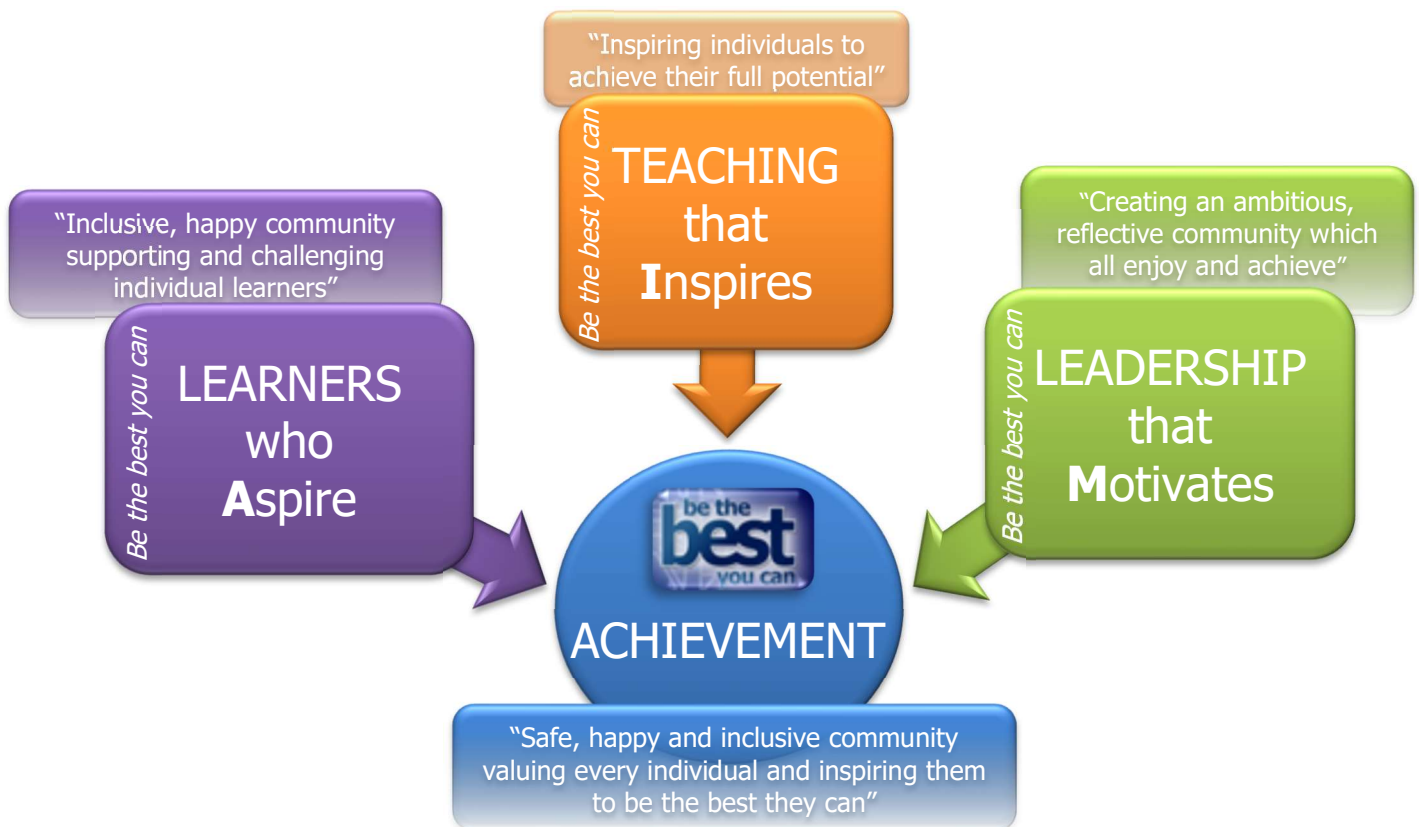 “Inspiring individuals to
achieve their full potential”
Be the best you can
TEACHING
that
Inspires
“Inclusive, happy community
supporting and challenging
individual learners”
Be the best you can
LEARNERS
who
Aspire
“Creating an ambitious,
reflective community which
all enjoy and achieve”
Be the best you can
LEADERSHIP
that
Motivates
be the
best
you can
ACHIEVEMENT
“Safe, happy and inclusive community
valuing every individual and inspiring them
to be the best they can”